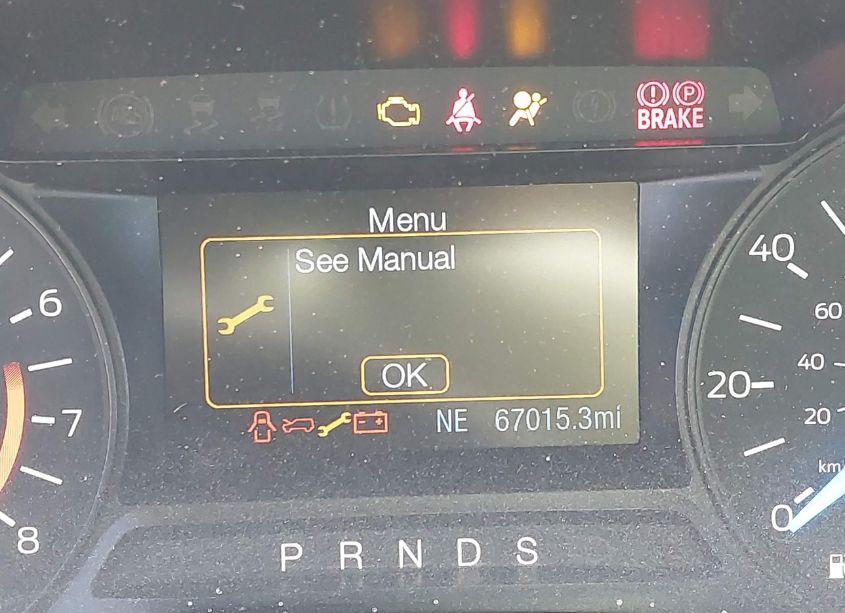 BRAKE
Menu
See Manual
OK
NE 67015.3mi
P R N D S
6
7
8
40
20
0
60
40
20
km/